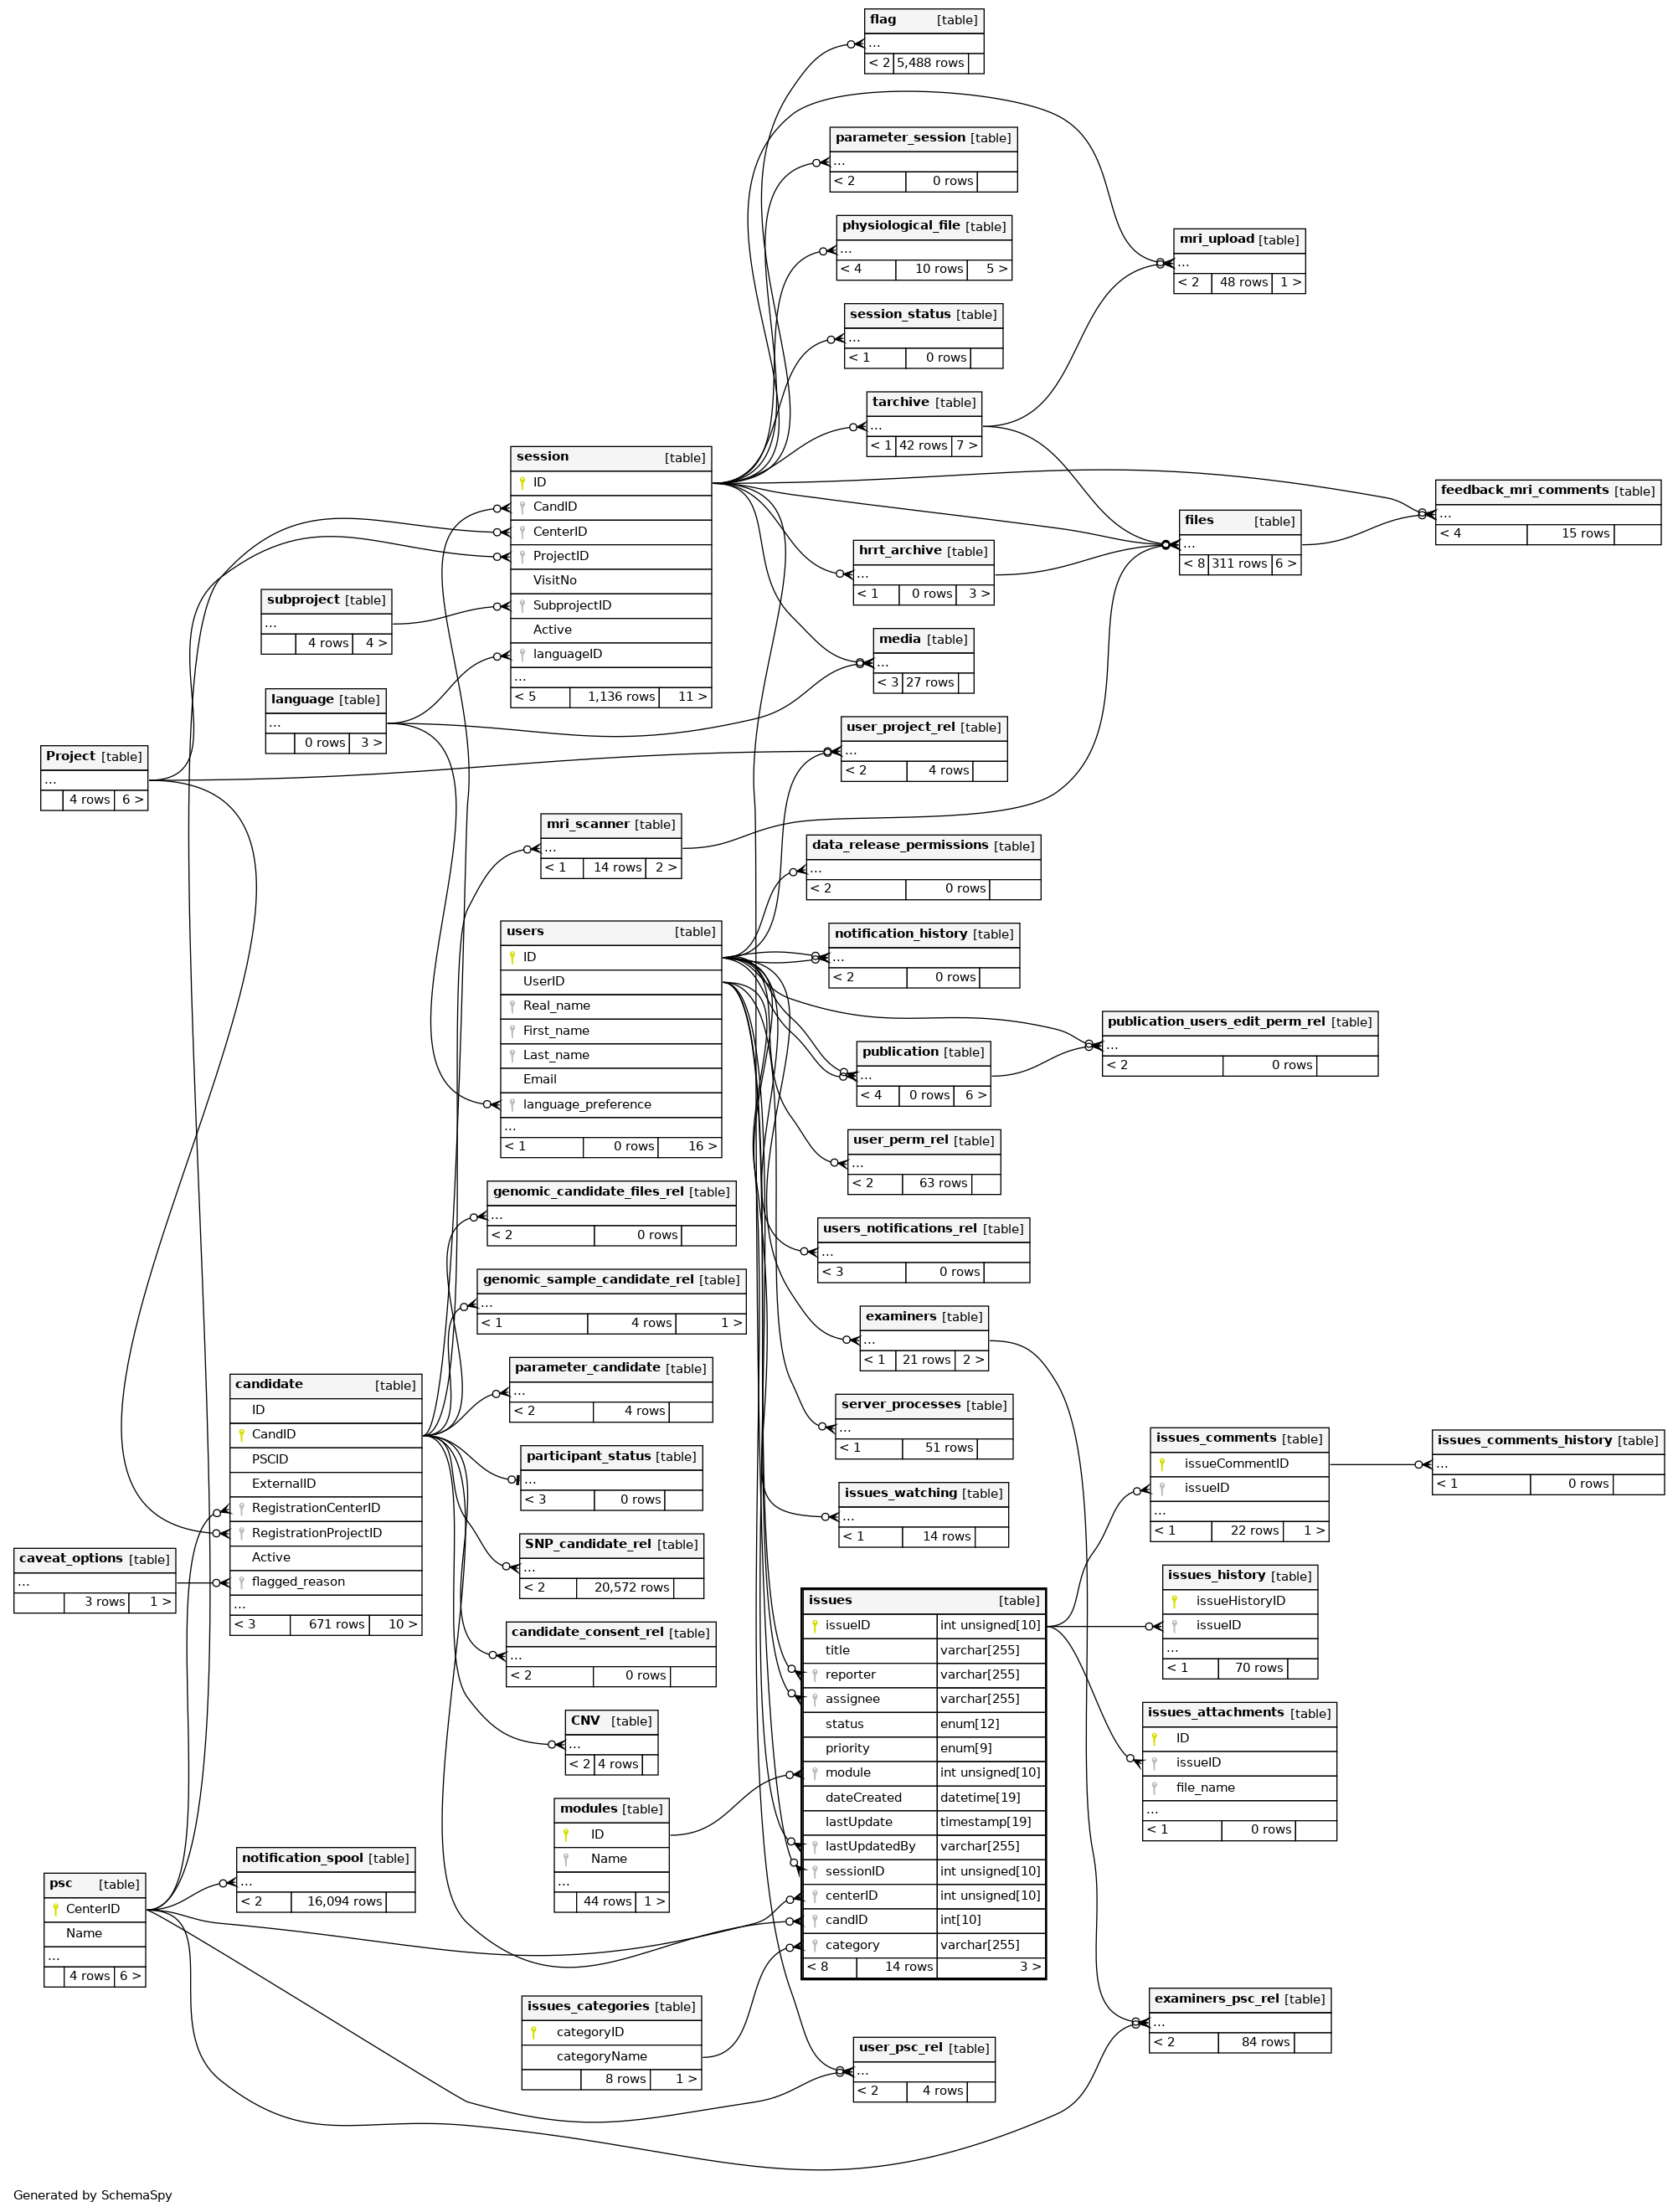 flag [table]
...
< 2 5,488 rows
parameter_session [table]
...
< 2 0 rows
physiological_file [table]
...
< 4 10 rows 5 >
mri_upload [table]
...
< 2 48 rows 1 >
session_status [table]
...
< 1 0 rows
tarchive [table]
...
< 1 42 rows 7 >
session [table]
ID
CandID
CenterID
ProjectID
VisitNo
SubprojectID
Active
languageID
...
< 5 1,136 rows 11 >
feedback_mri_comments [table]
...
< 4 15 rows
files [table]
...
< 8 311 rows 6 >
hrrt_archive [table]
...
< 1 0 rows 3 >
subproject [table]
...
4 rows 4 >
media [table]
...
< 3 27 rows
language [table]
...
0 rows 3 >
user_project_rel [table]
...
< 2 4 rows
Project [table]
...
4 rows 6 >
mri_scanner [table]
...
< 1 14 rows 2 >
data_release_permissions [table]
...
< 2 0 rows
users [table]
ID
UserID
Real_name
First_name
Last_name
Email
language_preference
...
< 1 0 rows 16 >
notification_history [table]
...
< 2 0 rows
publication_users_edit_perm_rel [table]
...
< 2 0 rows
publication [table]
...
< 4 0 rows 6 >
user_perm_rel [table]
...
< 2 63 rows
genomic_candidate_files_rel [table]
...
< 2 0 rows
users_notifications_rel [table]
...
< 3 0 rows
genomic_sample_candidate_rel [table]
...
< 1 4 rows 1 >
examiners [table]
...
< 1 21 rows 2 >
parameter_candidate [table]
...
< 2 4 rows
candidate [table]
ID
CandID
PSCID
ExternalID
RegistrationCenterID
RegistrationProjectID
Active
flagged_reason
...
< 3 671 rows 10 >
server_processes [table]
...
< 1 51 rows
participant_status [table]
...
< 3 0 rows
issues_comments [table]
issueCommentID
issueID
...
< 1 22 rows 1 >
issues_comments_history [table]
...
< 1 0 rows
issues_watching [table]
...
< 1 14 rows
SNP_candidate_rel [table]
...
< 2 20,572 rows
caveat_options [table]
...
3 rows 1 >
issues_history [table]
issueHistoryID
issueID
...
< 1 70 rows
issues [table]
issueID int unsigned[10]
title varchar[255]
reporter varchar[255]
assignee varchar[255]
status enum[12]
priority enum[9]
module int unsigned[10]
dateCreated datetime[19]
lastUpdate timestamp[19]
lastUpdatedBy varchar[255]
sessionID int unsigned[10]
centerID int unsigned[10]
candID int[10]
category varchar[255]
< 8 14 rows 3 >
candidate_consent_rel [table]
...
< 2 0 rows
issues_attachments [table]
ID
issueID
file_name
...
< 1 0 rows
CNV [table]
...
< 2 4 rows
modules [table]
ID
Name
...
44 rows 1 >
notification_spool [table]
...
< 2 16,094 rows
psc [table]
CenterID
Name
...
4 rows 6 >
issues_categories [table]
categoryID
categoryName
8 rows 1 >
examiners_psc_rel [table]
...
< 2 84 rows
user_psc_rel [table]
...
< 2 4 rows
Generated by SchemaSpy